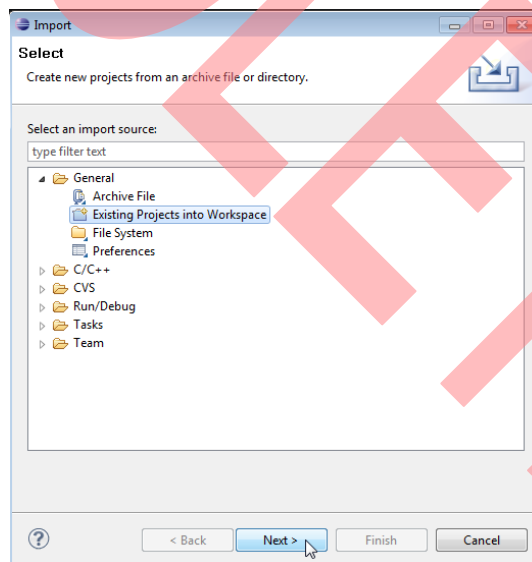 Import
Select
Create new projects from an archive file or directory.
Select an import source:
type filter text
General
Archive File
Existing Projects into Workspace
File System
Preferences
C/C++
CVS
Run/Debug
Tasks
Team
?
< Back
Next >
Finish
Cancel